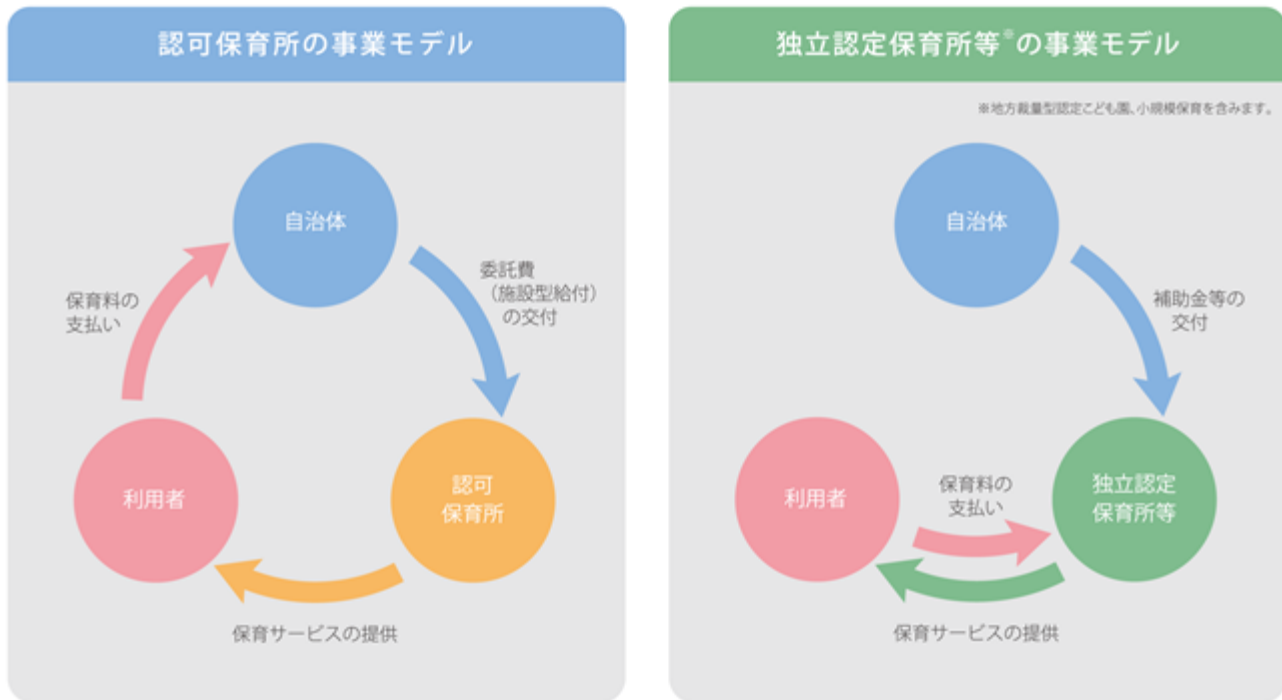 認可保育所の事業モデル
自治体
委託費
（施設型給付）
の交付
保育料の
支払い
利用者
認可
保育所
保育サービスの提供
独立認定保育所等※の事業モデル
※地方裁量型認定こども園、小規模保育を含みます。
自治体
補助金等の
交付
利用者
保育料の
支払い
独立認定
保育所等
保育サービスの提供